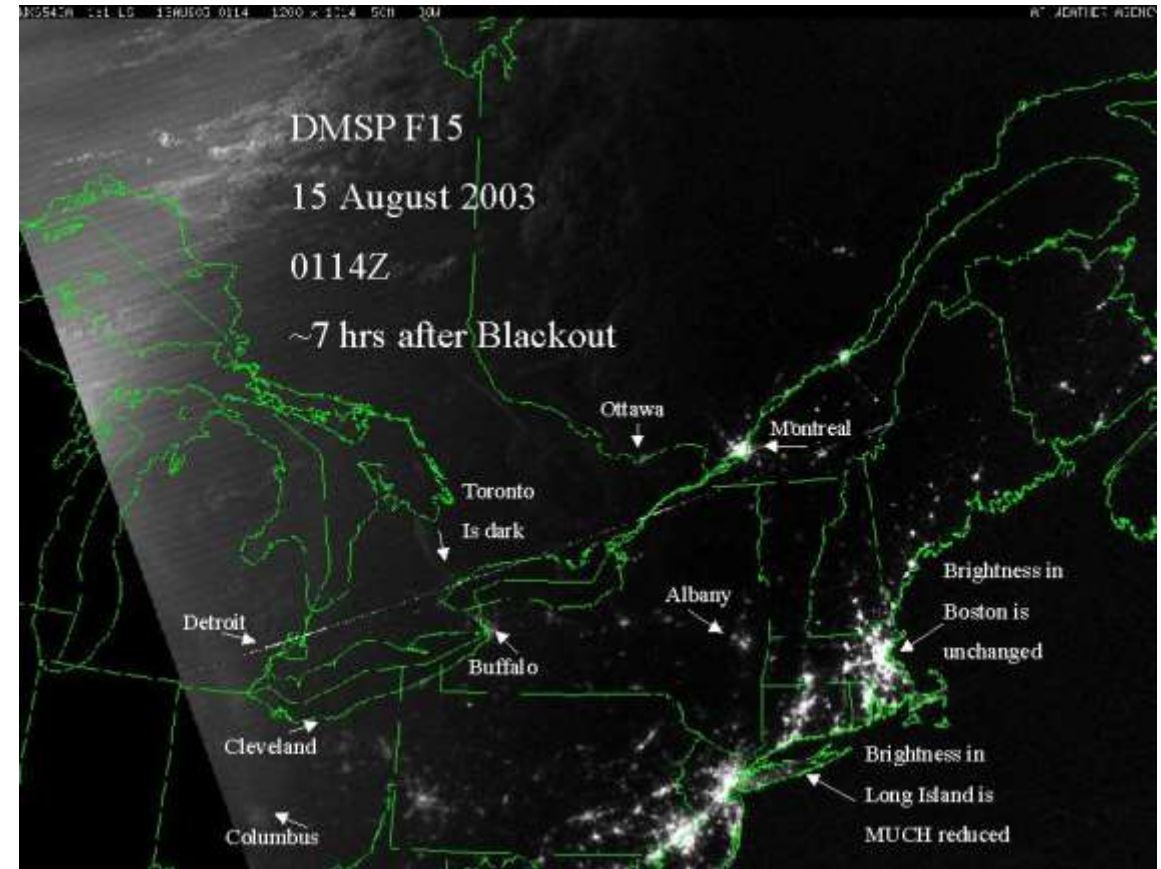 DMSP F15
15 August 2003
0114Z
~7 hrs after Blackout
Ottawa
Montreal
Toronto
Is dark
Detroit
Buffalo
Albany
Brightness in
Boston is
unchanged
Cleveland
Columbus
Brightness in
Long Island is
MUCH reduced